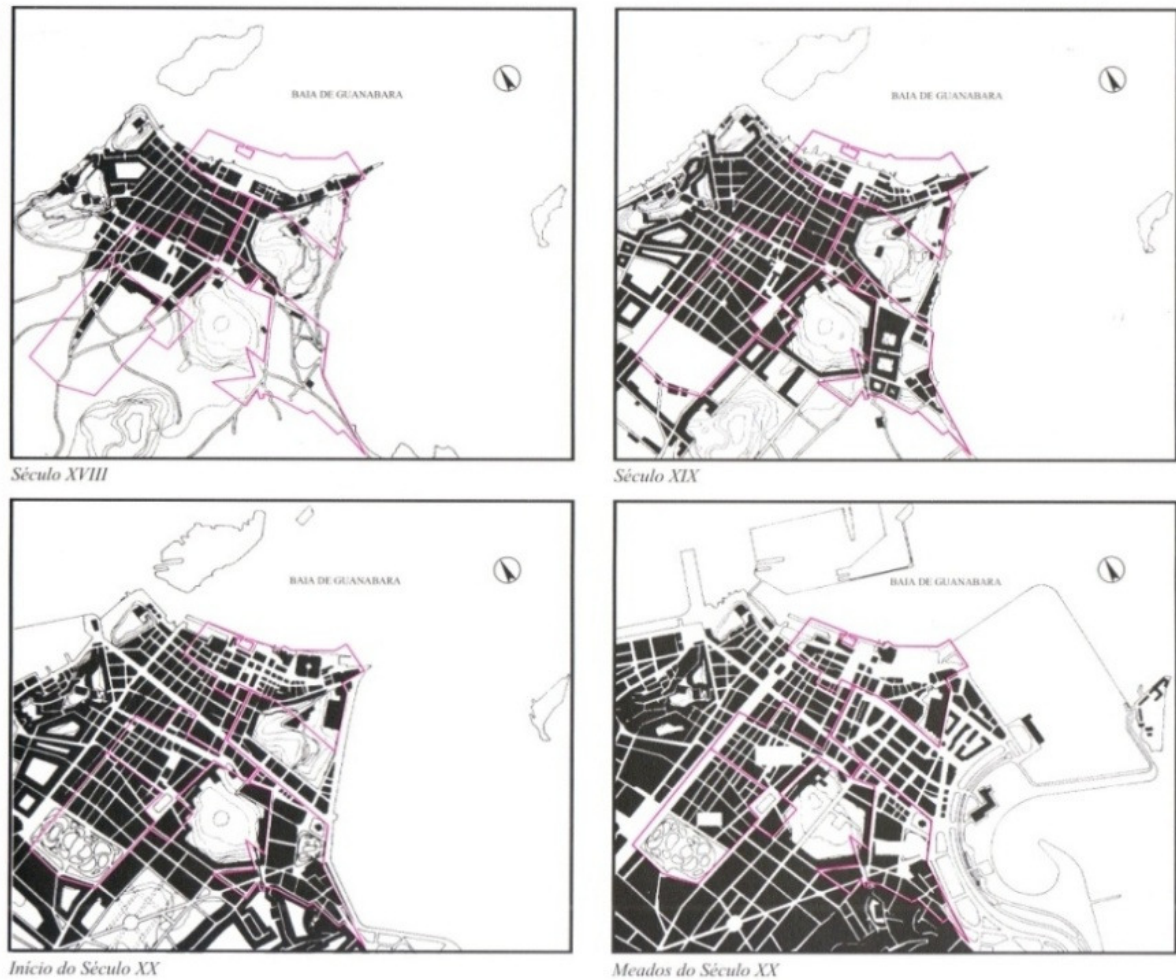 BAIA DE GUANABARA
BAIA DE GUANABARA
Século XVIII
Século XIX
BAIA DE GUANABARA
BAIA DE GUANABARA
Início do Século XX
Meados do Século XX